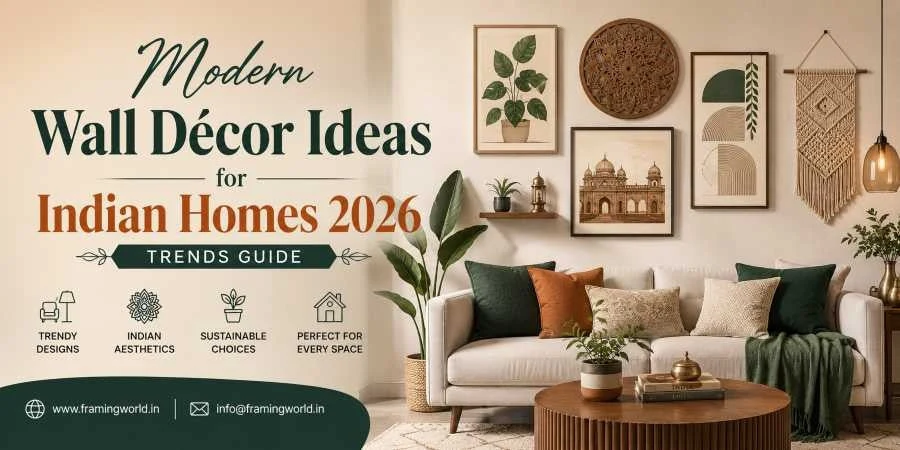 Modern
Wall Décor Ideas
for
Indian Homes 2026
TRENDS GUIDE
TRENDY
DESIGNS
INDIAN
AESTHETICS
SUSTAINABLE
CHOICES
PERFECT FOR
EVERY SPACE
www.framingworld.in
info@framingworld.in